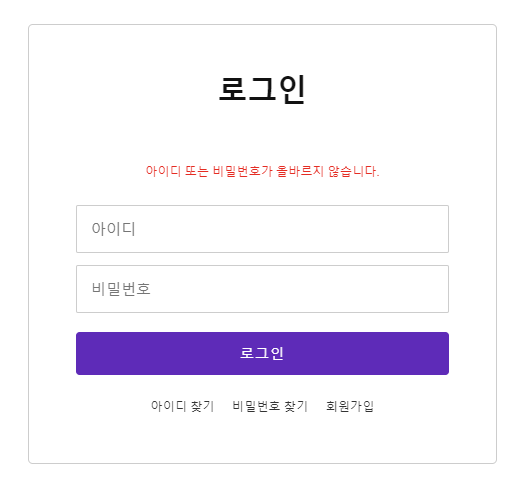 로그인
아이디 또는 비밀번호가 올바르지 않습니다.
아이디
비밀번호
로그인
아이디 찾기 비밀번호 찾기 회원가입